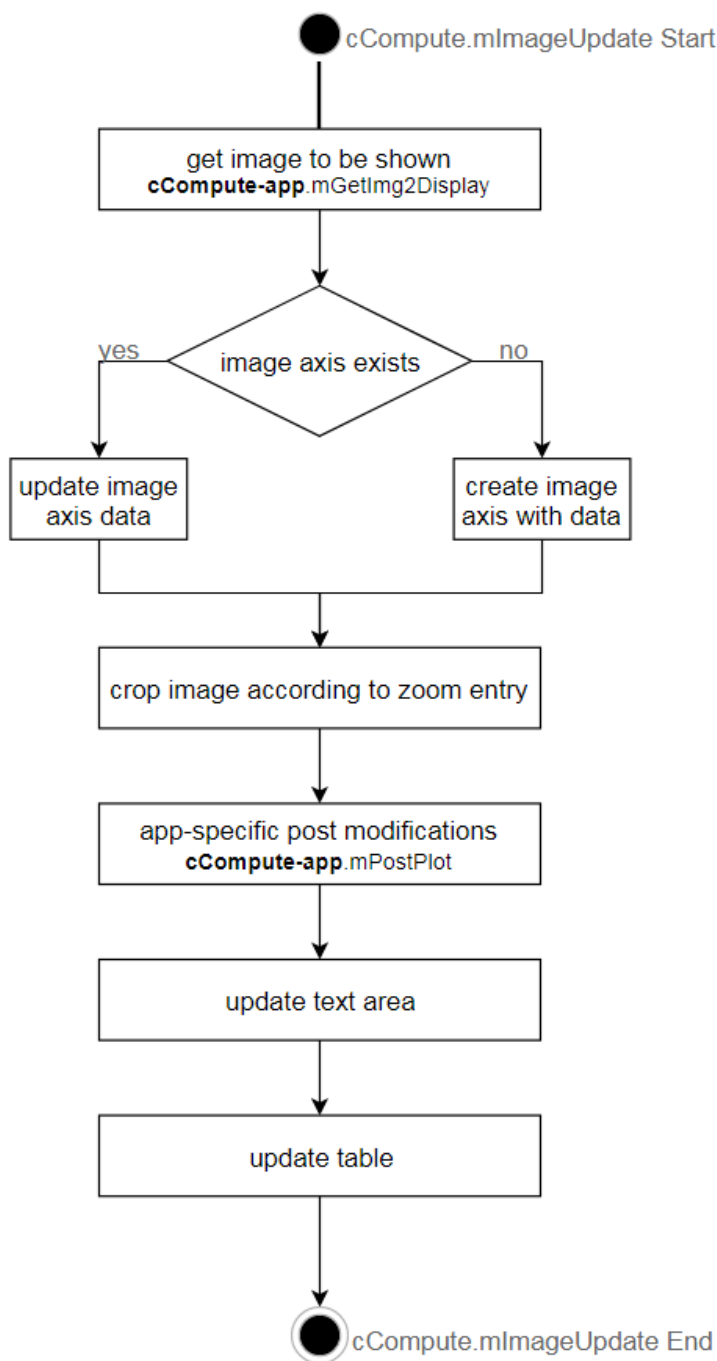 cCompute.mImageUpdate Start
get image to be shown
cCompute-app.mGetImg2Display
yes
image axis exists
no
update image
axis data
create image
axis with data
crop image according to zoom entry
app-specific post modifications
cCompute-app.mPostPlot
update text area
update table
cCompute.mImageUpdate End